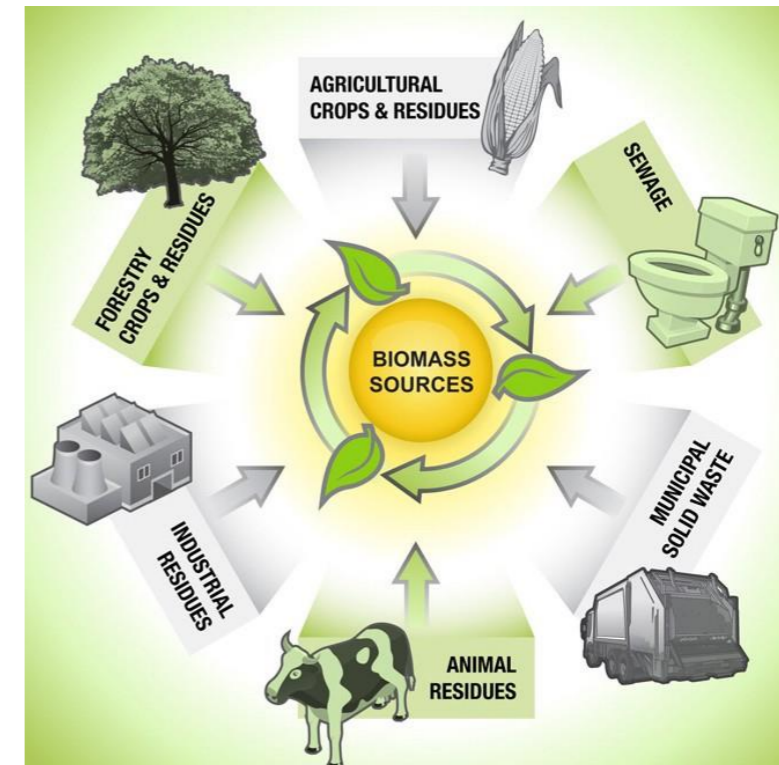 AGRICULTURAL
CROPS & RESIDUES
SEWAGE
MUNICIPAL
SOLID WASTE
ANIMAL
RESIDUES
INDUSTRIAL
RESIDUES
FORESTRY
CROPS & RESIDUES
BIOMASS
SOURCES